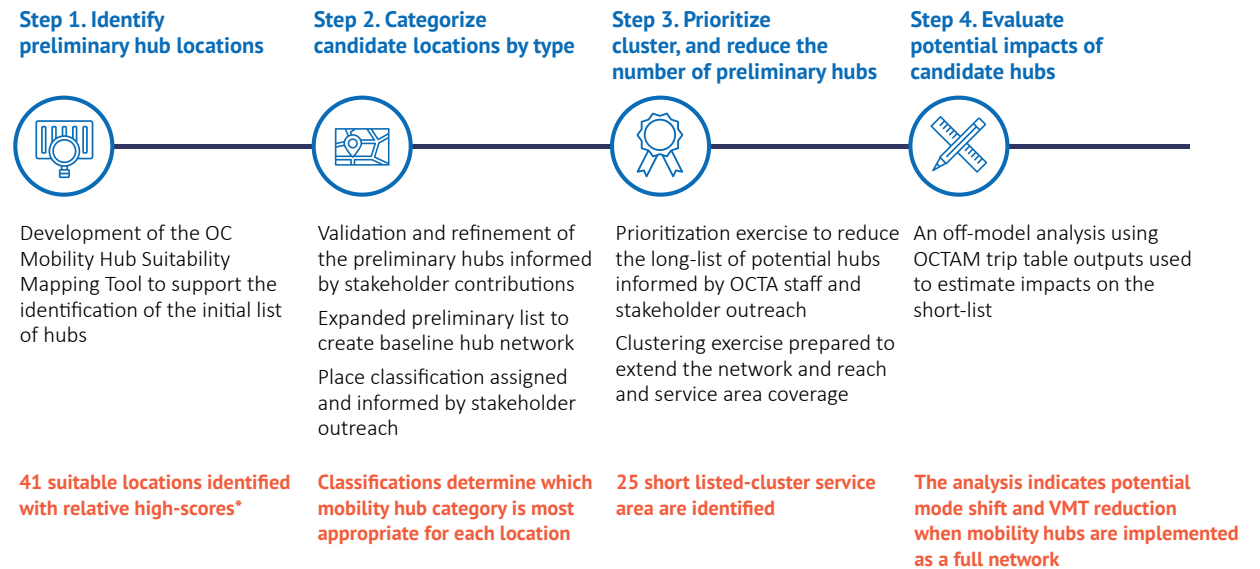 Step 1. Identify
preliminary hub locations
Step 2. Categorize
candidate locations by type
Step 3. Prioritize
cluster, and reduce the
number of preliminary hubs
Step 4. Evaluate
potential impacts of
candidate hubs
Development of the OC
Mobility Hub Suitability
Mapping Tool to support the
identification of the initial list
of hubs
Validation and refinement of
the preliminary hubs informed
by stakeholder contributions
Expanded preliminary list to
create baseline hub network
Place classification assigned
and informed by stakeholder
outreach
Prioritization exercise to reduce
the long-list of potential hubs
informed by OCTA staff and
stakeholder outreach
Clustering exercise prepared to
extend the network and reach
and service area coverage
An off-model analysis using
OCTAM trip table outputs used
to estimate impacts on the
short-list
41 suitable locations identified
with relative high-scores*
Classifications determine which
mobility hub category is most
appropriate for each location
25 short listed-cluster service
area are identified
The analysis indicates potential
mode shift and VMT reduction
when mobility hubs are implemented
as a full network